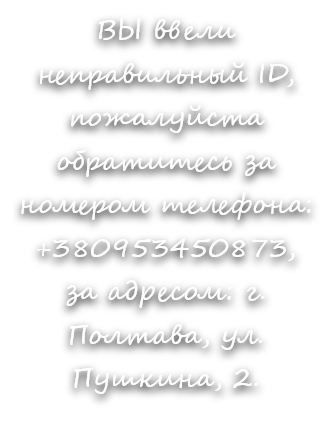 ВЫ ввели
неправильный ID,
пожалуйста
обратитесь за
номером телефона:
+380953450873,
за адресом: г.
Полтава, ул.
Пушкина, 2.